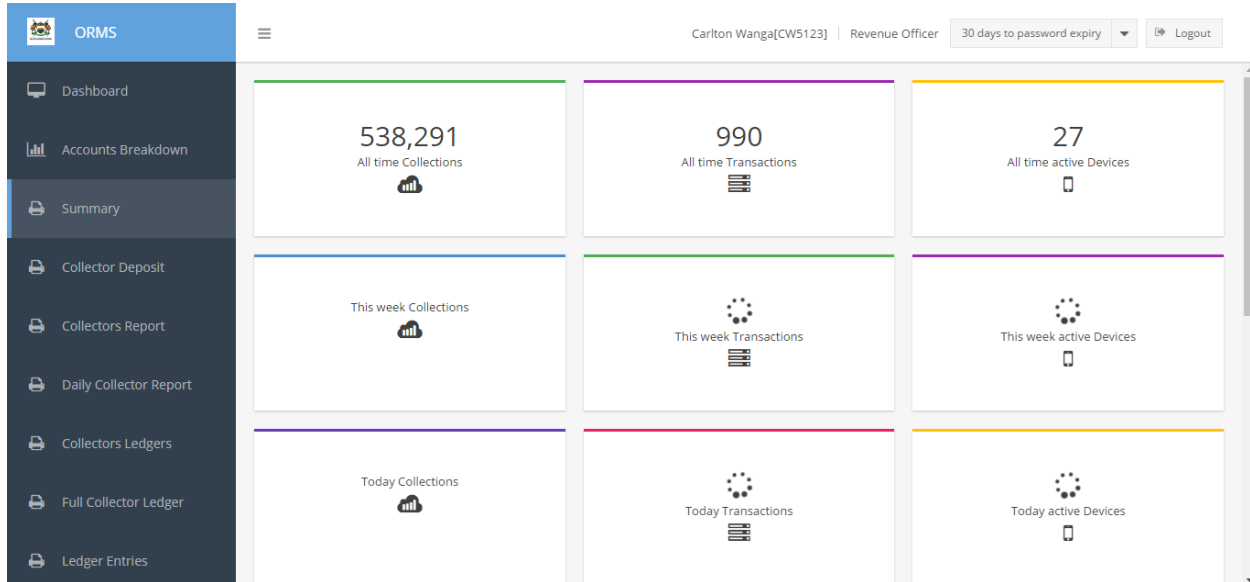 ORMS
Carlton Wanga[CW5123] Revenue Officer 30 days to password expiry Logout
Dashboard
Accounts Breakdown
Summary
Collector Deposit
Collectors Report
Daily Collector Report
Collectors Ledgers
Full Collector Ledger
Ledger Entries
538,291
All time Collections
990
All time Transactions
27
All time active Devices
This week Collections
This week Transactions
This week active Devices
Today Collections
Today Transactions
Today active Devices